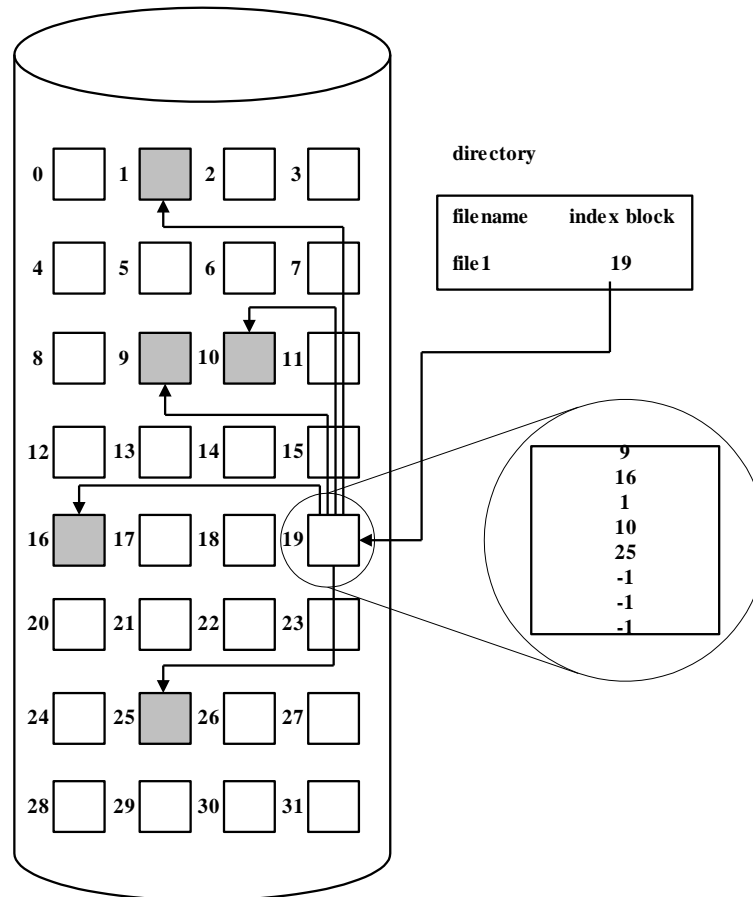 directory
filename index block
file1 19
0 1 2 3
4 5 6 7
8 9 10 11
12 13 14 15
16 17 18 19
20 21 22 23
24 25 26 27
28 29 30 31
9
16
1
10
25
-1
-1
-1